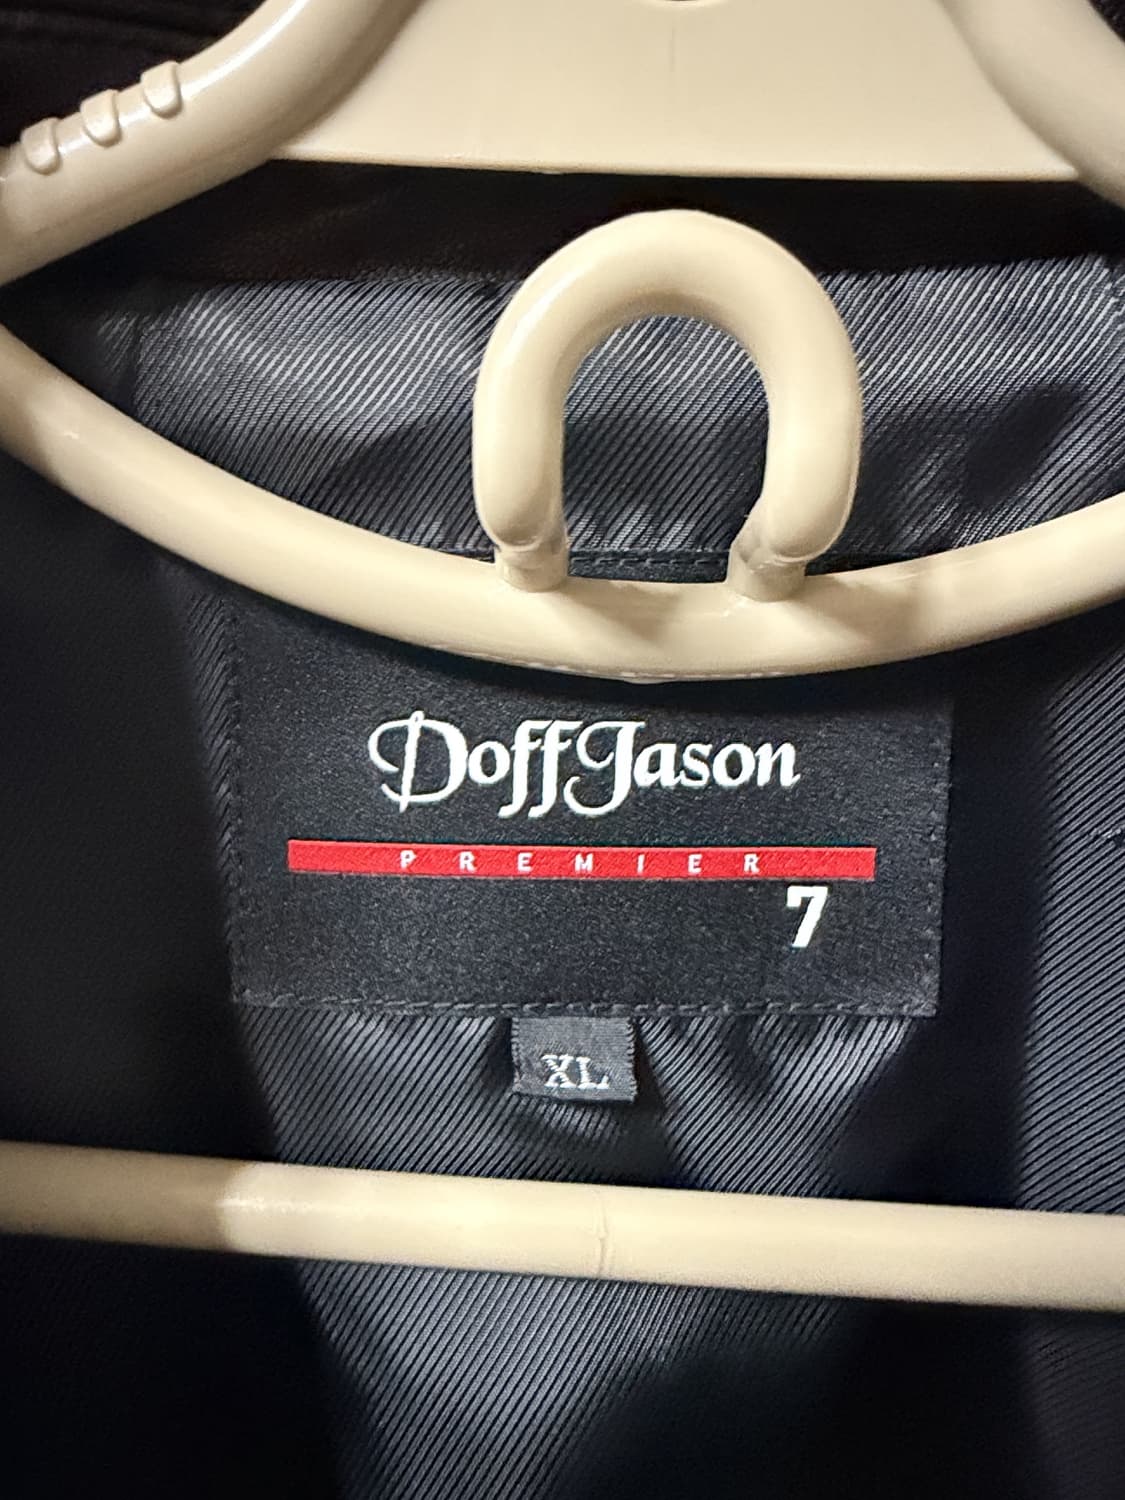 DoffJason
PREMIER
7
XL